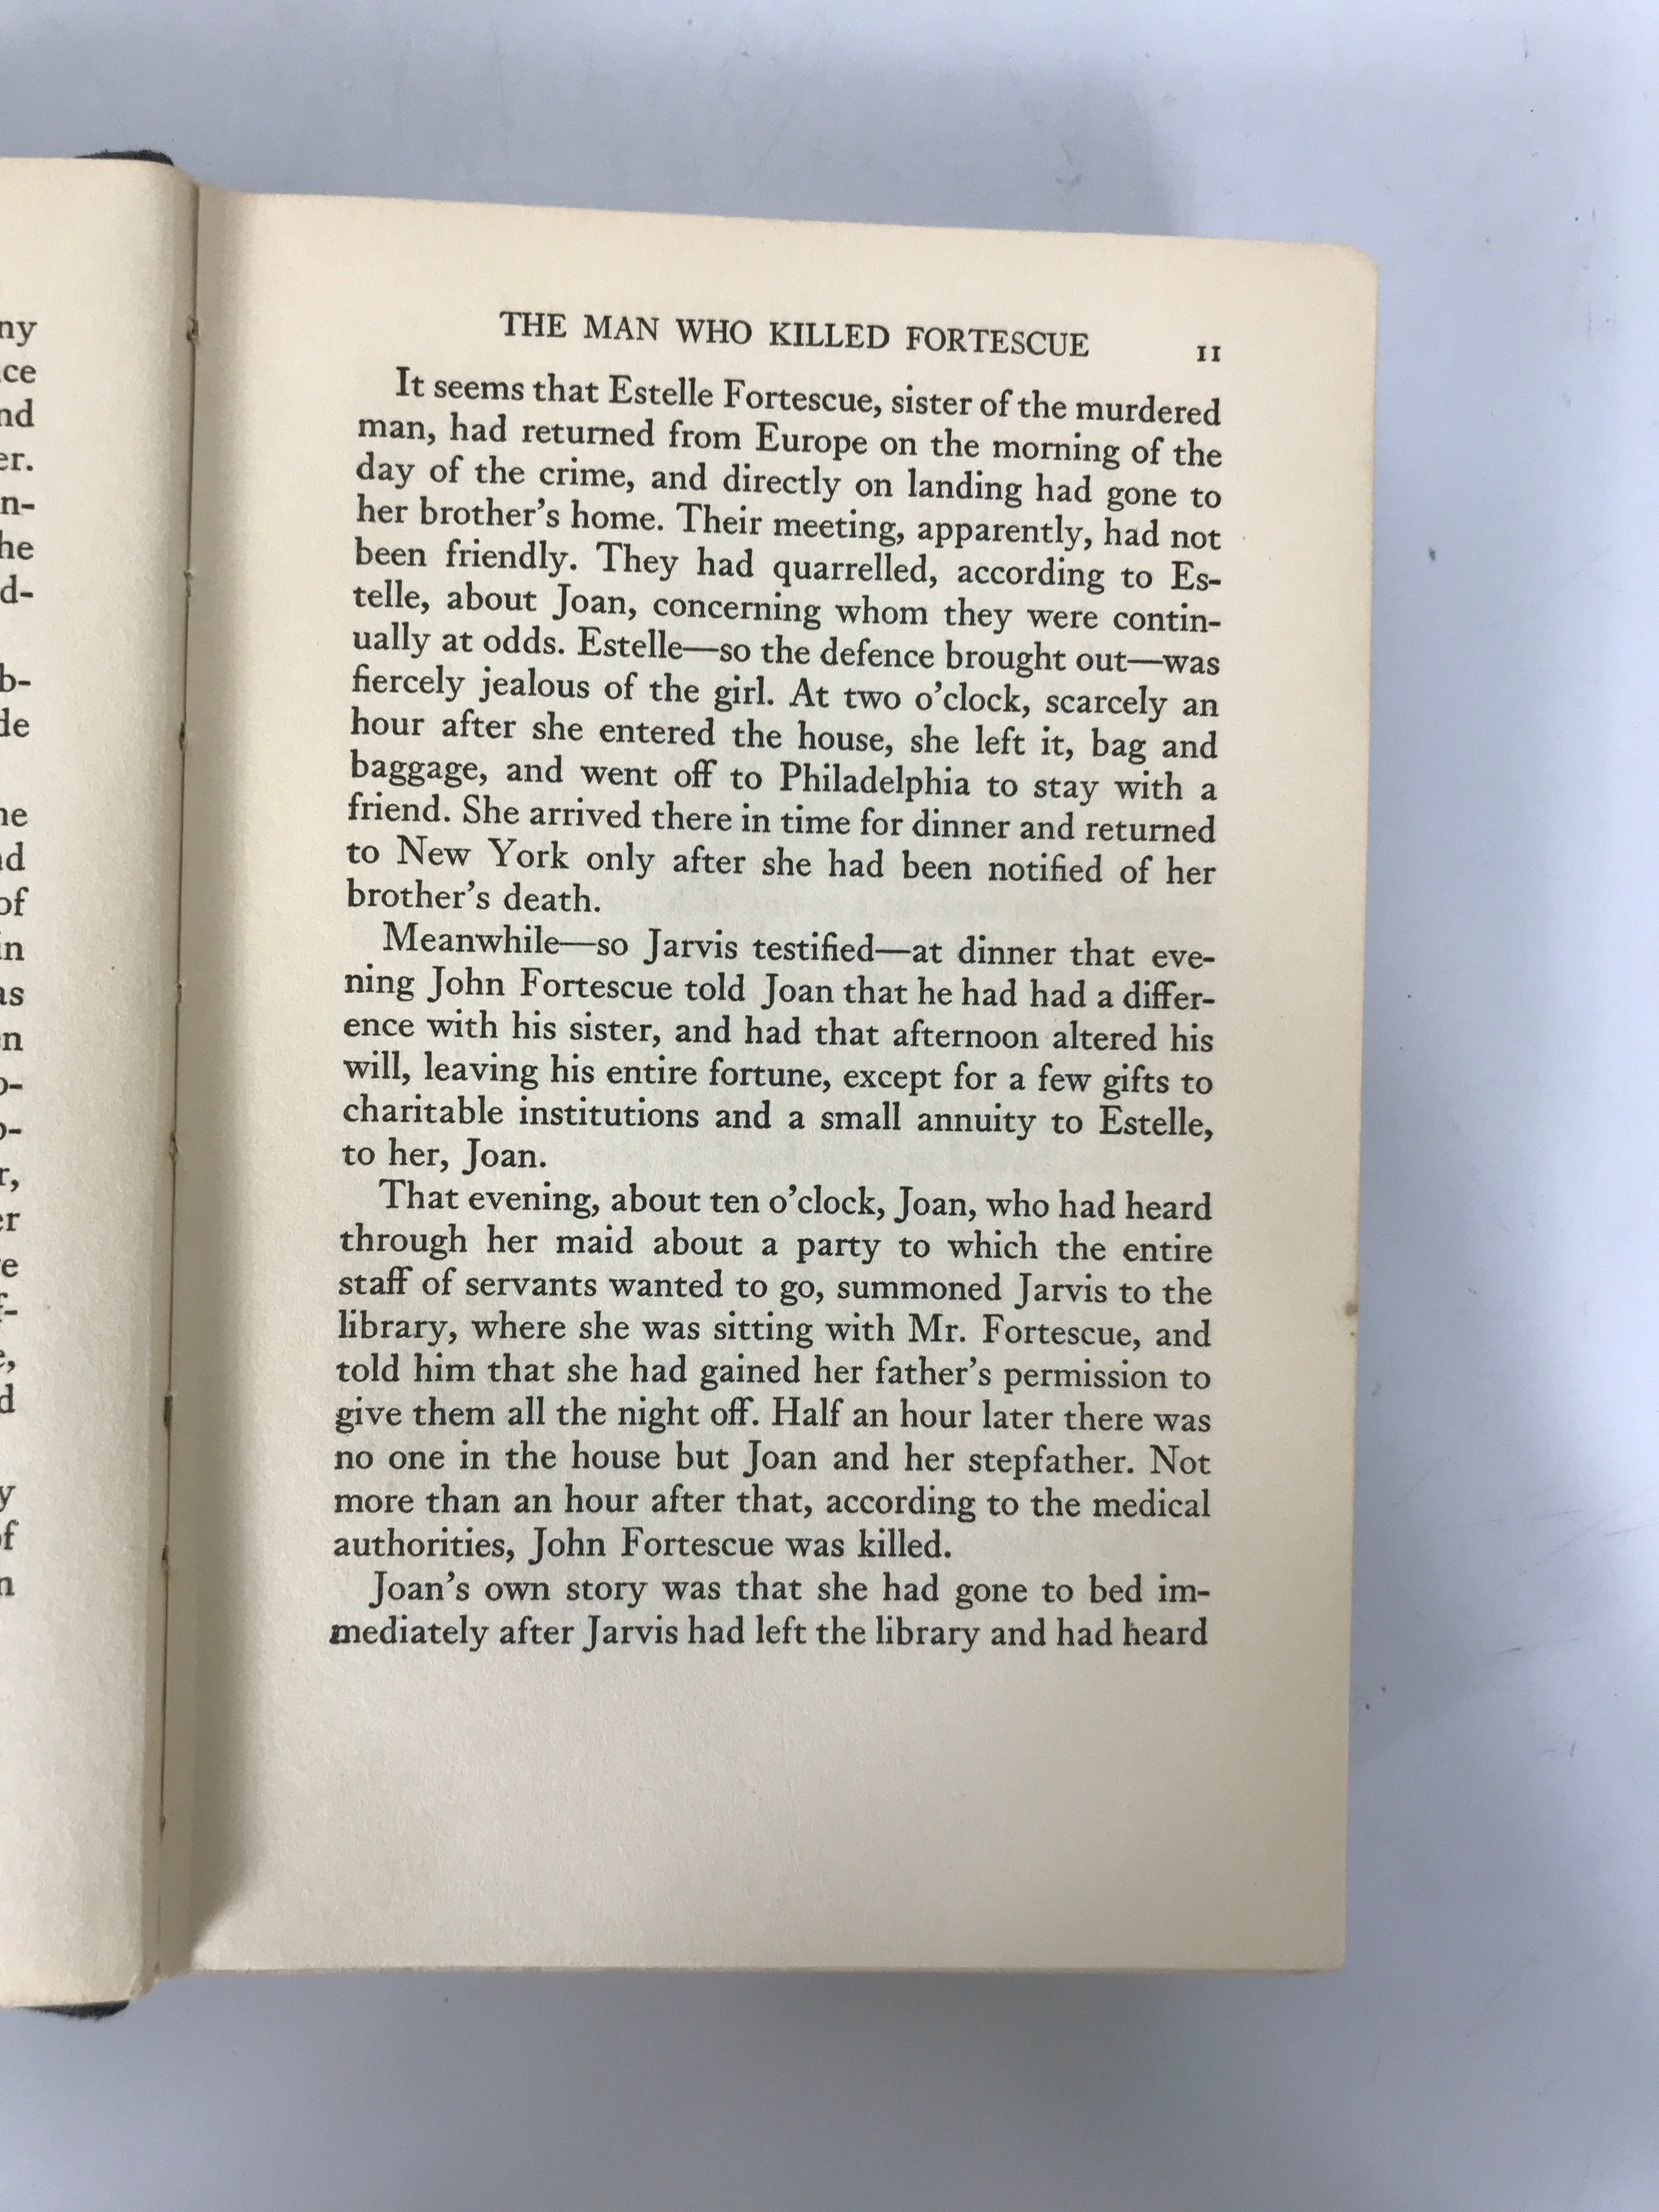 ny
ce
nd
er.
n-
he
d-
b-
de
ne
nd
of
in
as
en
o-
o-
r,
er
e
f-
e,
d
y
of
n
THE MAN WHO KILLED FORTESCUE 11
It seems that Estelle Fortescue, sister of the murdered
man, had returned from Europe on the morning of the
day of the crime, and directly on landing had gone to
her brother's home. Their meeting, apparently, had not
been friendly. They had quarrelled, according to Es-
telle, about Joan, concerning whom they were contin-
ually at odds. Estelle—so the defence brought out—was
fiercely jealous of the girl. At two o'clock, scarcely an
hour after she entered the house, she left it, bag and
baggage, and went off to Philadelphia to stay with a
friend. She arrived there in time for dinner and returned
to New York only after she had been notified of her
brother's death.
Meanwhile—so Jarvis testified—at dinner that eve-
ning John Fortescue told Joan that he had had a differ-
ence with his sister, and had that afternoon altered his
will, leaving his entire fortune, except for a few gifts to
charitable institutions and a small annuity to Estelle,
to her, Joan.
That evening, about ten o'clock, Joan, who had heard
through her maid about a party to which the entire
staff of servants wanted to go, summoned Jarvis to the
library, where she was sitting with Mr. Fortescue, and
told him that she had gained her father's permission to
give them all the night off. Half an hour later there was
no one in the house but Joan and her stepfather. Not
more than an hour after that, according to the medical
authorities, John Fortescue was killed.
Joan's own story was that she had gone to bed im-
mediately after Jarvis had left the library and had heard